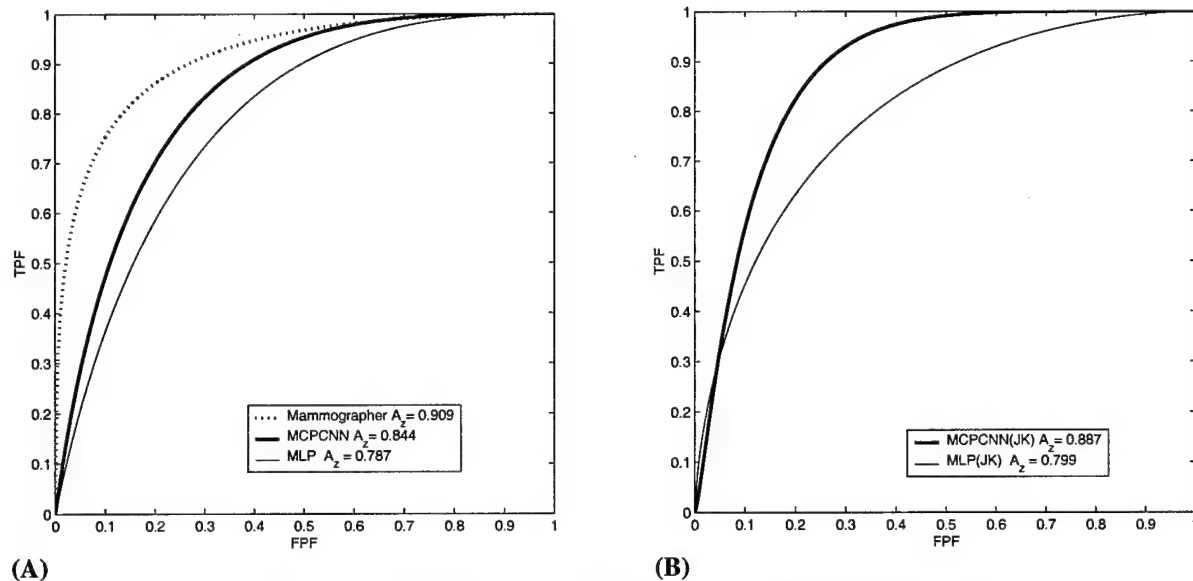 1
0.9
0.8
0.7
0.6
0.5
0.4
0.3
0.2
0.1
0
TPF
0 0.1 0.2 0.3 0.4 0.5 0.6 0.7 0.8 0.9 1
FPF
Mammographer A_z = 0.909
MCPCNN A_z = 0.844
MLP A_z = 0.787
(A)
1
0.9
0.8
0.7
0.6
0.5
0.4
0.3
0.2
0.1
0
TPF
0 0.1 0.2 0.3 0.4 0.5 0.6 0.7 0.8 0.9 1
FPF
MCPCNN(JK) A_z = 0.887
MLP(JK) A_z = 0.799
(B)